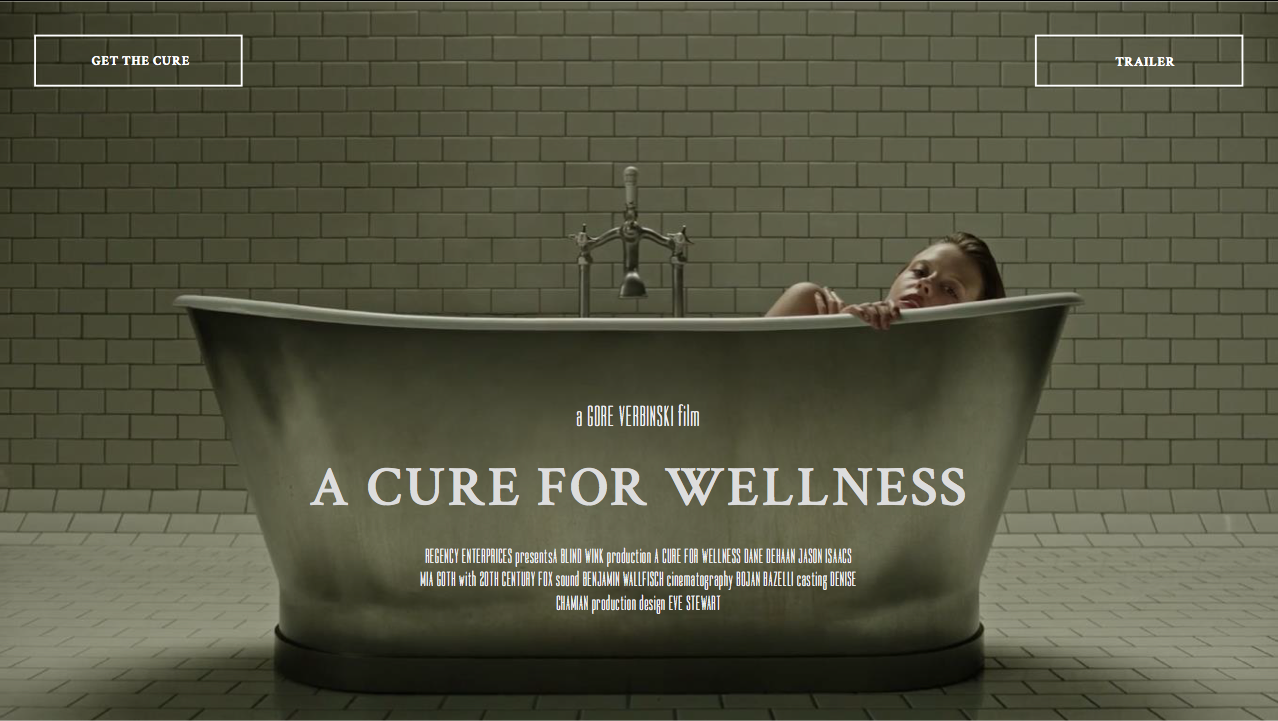 GET THE CURE
TRAILER
a GORE VERBINSKI film
A CURE FOR WELLNESS
REGENCY ENTERPRICES presentsA BLIND WINK production A CURE FOR WELLNESS DANE DEHAAN JASON ISAACS
MIA GOTH with 20TH CENTURY FOX sound BENJAMIN WALLFISCH cinematography BOJAN BAZELLI casting DENISE
CHAMIAN production design EVE STEWART